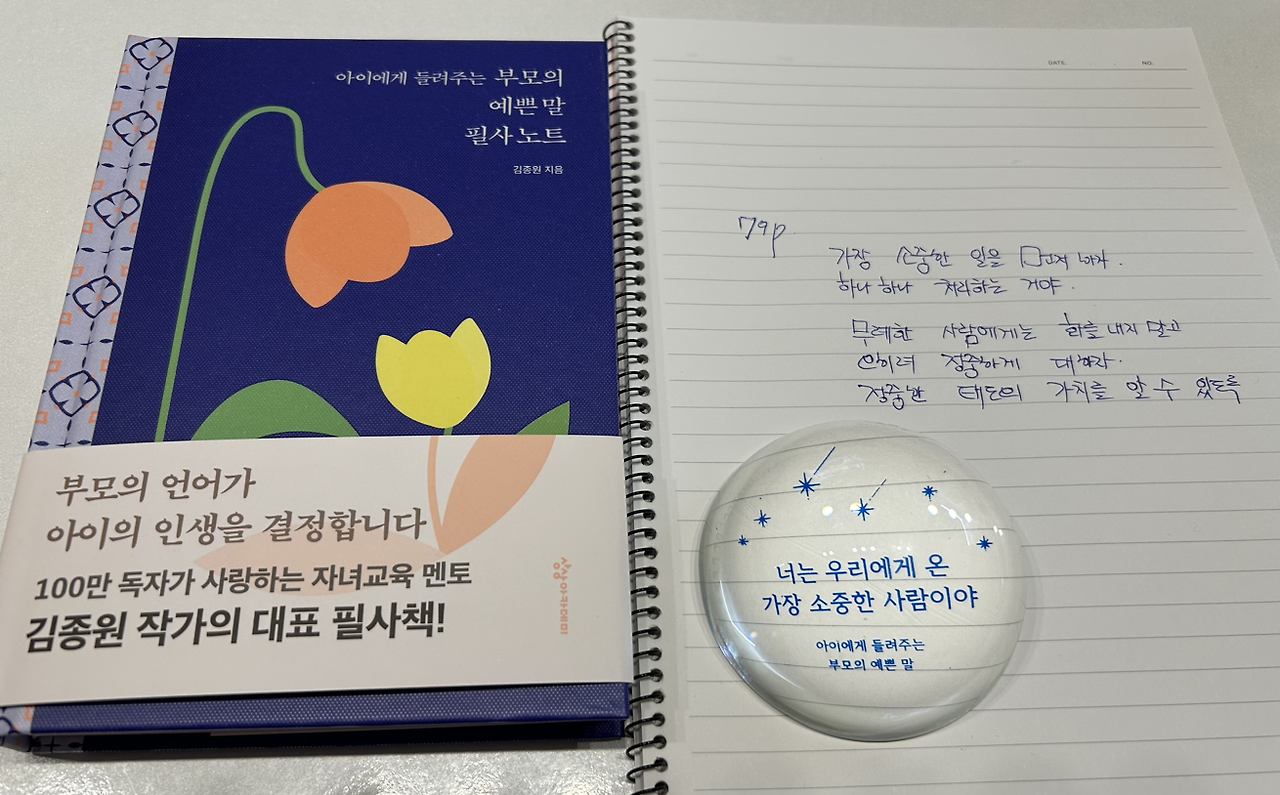 아이에게 들려주는 부모의
예쁜 말
필사 노트
김종원 지음
부모의 언어가
아이의 인생을 결정합니다
100만 독자가 사랑하는 자녀교육 멘토
김종원 작가의 대표 필사책!
상상아카데미
DATE. NO.
79p
가장 소중한 일을 먼저 하자.
하나 하나 처리하는 거야.
무례한 사람에게는 화를 내지 말고
오히려 정중하게 대하자.
정중한 태도의 가치를 알 수 있도록
너는 우리에게 온
가장 소중한 사람이야
아이에게 들려주는
부모의 예쁜 말